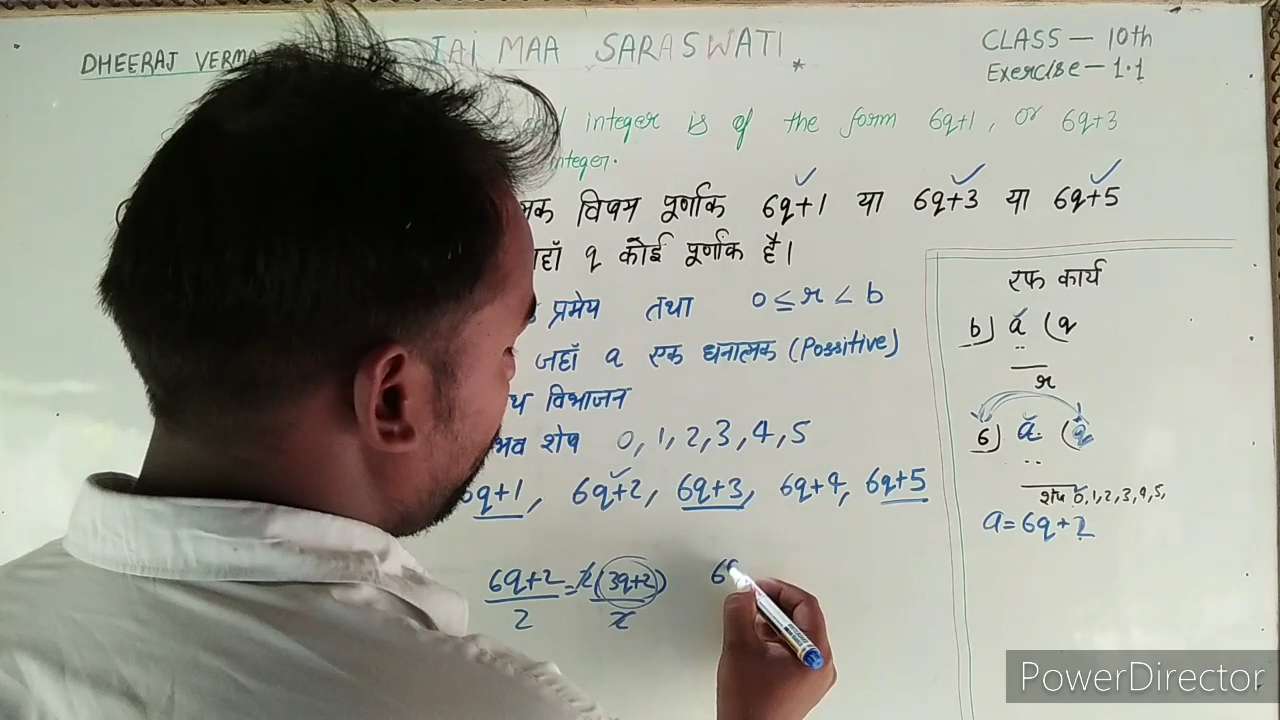 DHEERAJ VERMA JAI MAA SARASWATI
CLASS — 10th
Exercise — 1.1
integer is of the form 6q+1, or 6q+3
integer.
विषम पूर्णांक 6q+1 या 6q+3 या 6q+5
q कोई पूर्णांक है।
प्रमेय तथा 0 ≤ r < b
जहाँ a एक धनात्मक (Possitive)
विभाजन
शेष 0, 1, 2, 3, 4, 5
6q+1, 6q+2, 6q+3, 6q+4, 6q+5
6q+2/2 = 2(3q+2)/2 6q
रफ कार्य
b) a (q
r
6) a (q
शेष 0,1,2,3,4,5,
a=6q+2
PowerDirector